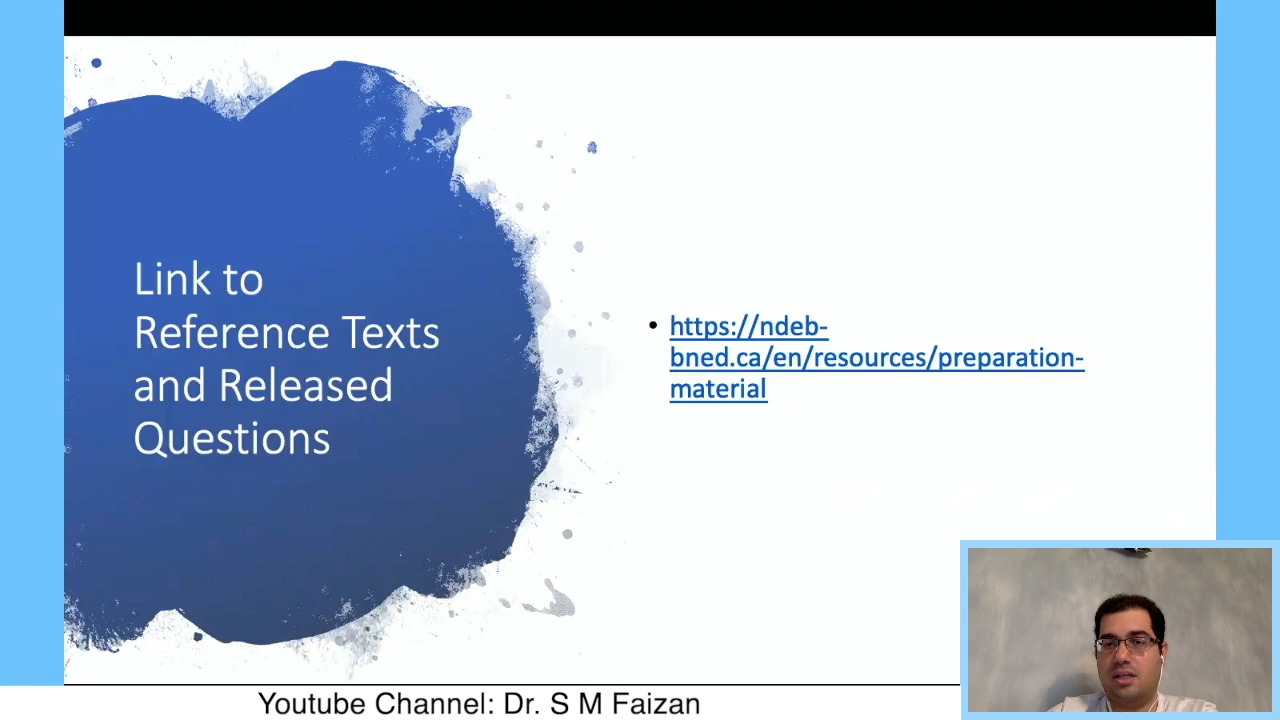 Link to
Reference Texts
and Released
Questions
• https://ndeb-
bned.ca/en/resources/preparation-
material
Youtube Channel: Dr. S M Faizan